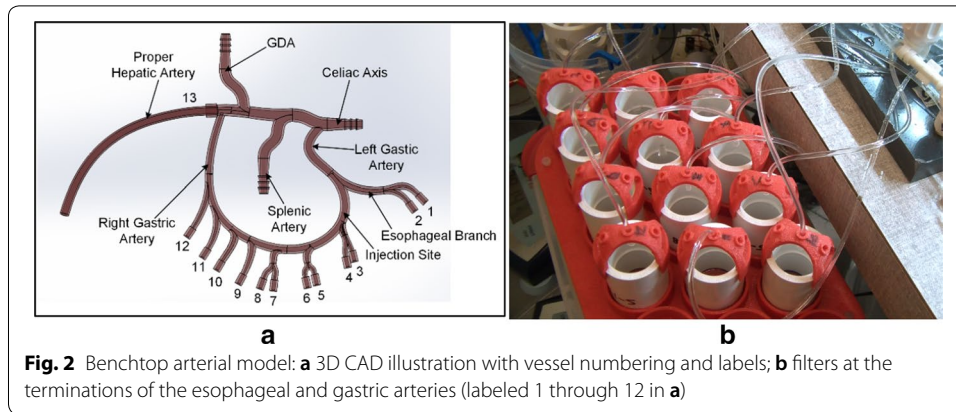 GDA
Proper
Hepatic Artery
Celiac Axis
13
Left Gastic
Artery
Right Gastric
Artery
Splenic
Artery
1
2
Esophageal Branch
Injection Site
12
11
10
9
8
7
6
5
4
3
a
b
Fig. 2 Benchtop arterial model: a 3D CAD illustration with vessel numbering and labels; b filters at the
terminations of the esophageal and gastric arteries (labeled 1 through 12 in a)